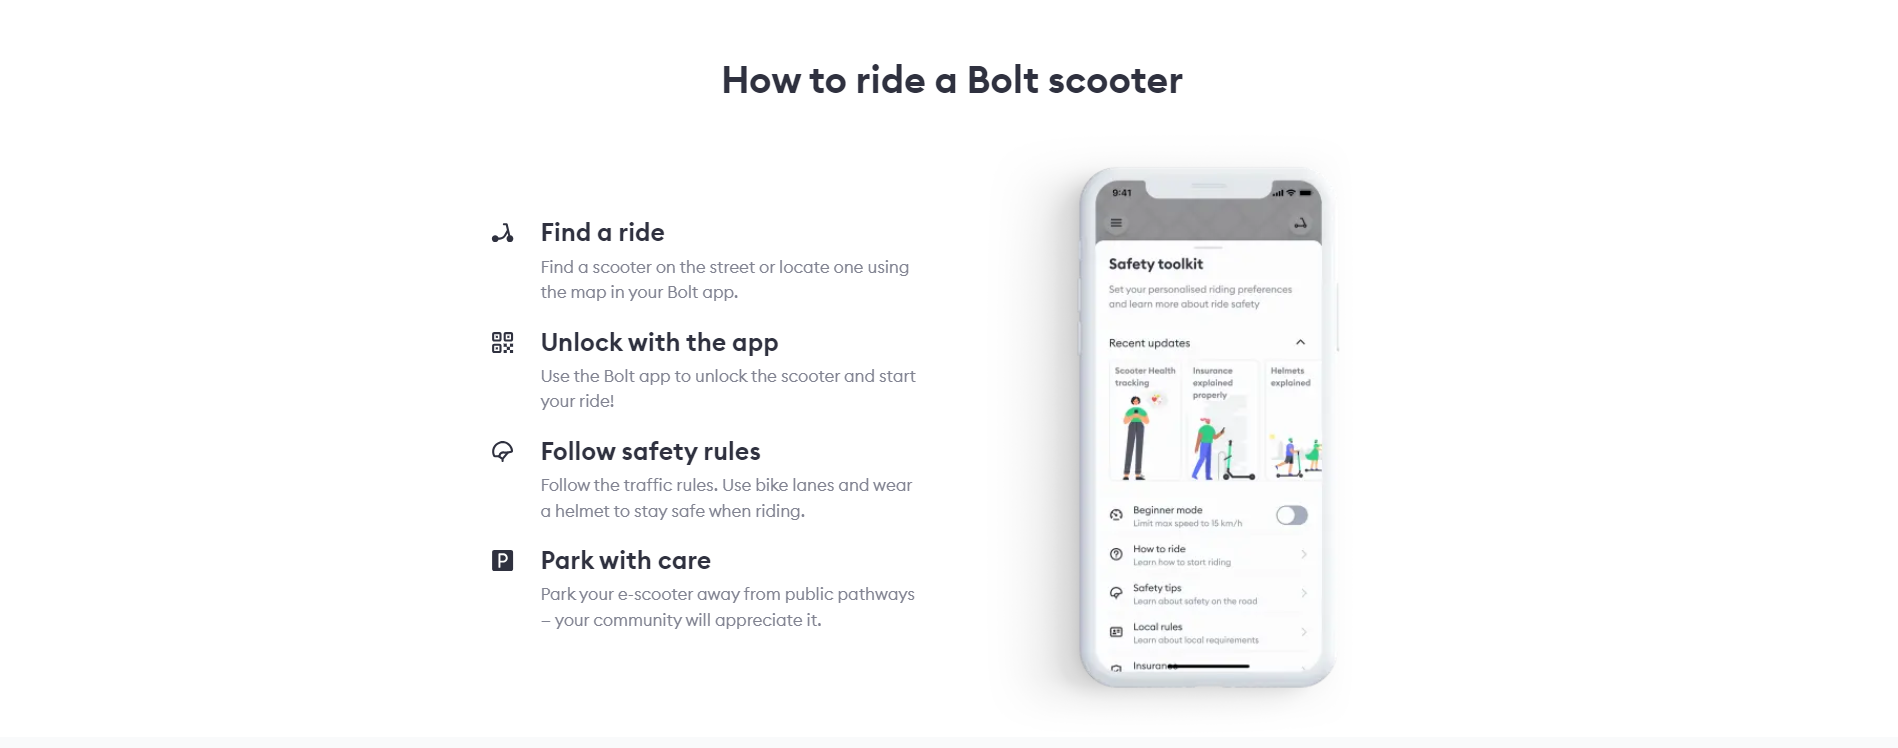 How to ride a Bolt scooter
Find a ride
Find a scooter on the street or locate one using
the map in your Bolt app.
Unlock with the app
Use the Bolt app to unlock the scooter and start
your ride!
Follow safety rules
Follow the traffic rules. Use bike lanes and wear
a helmet to stay safe when riding.
Park with care
Park your e-scooter away from public pathways
– your community will appreciate it.
9:41
Safety toolkit
Set your personalised riding preferences
and learn more about ride safety
Recent updates
Scooter Health
tracking
Insurance
explained
properly
Helmets
explained
Beginner mode
Limit max speed to 15 km/h
How to ride
Learn how to start riding
Safety tips
Learn about safety on the road
Local rules
Learn about local requirements
Insurance